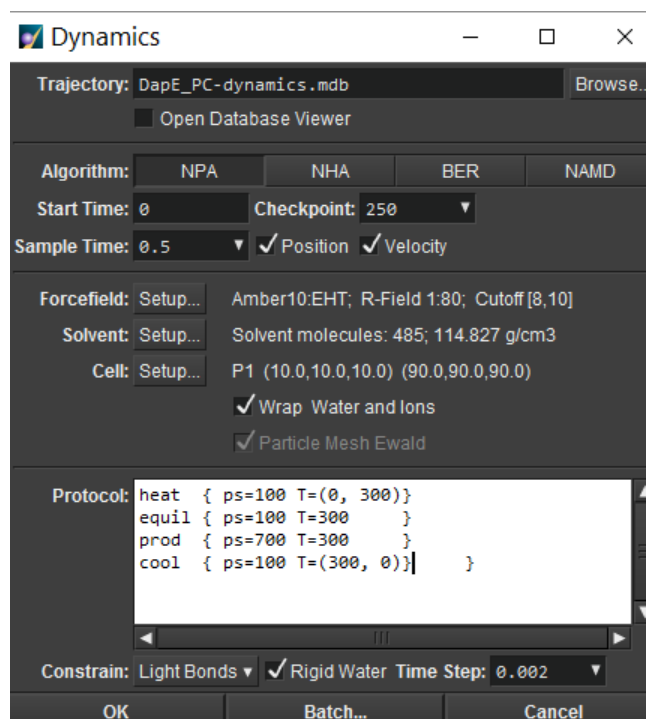 Dynamics
Trajectory: DapE_PC-dynamics.mdb Browse..
Open Database Viewer
Algorithm: NPA NHA BER NAMD
Start Time: 0 Checkpoint: 250
Sample Time: 0.5 Position Velocity
Forcefield: Setup... Amber10:EHT; R-Field 1:80; Cutoff [8,10]
Solvent: Setup... Solvent molecules: 485; 114.827 g/cm3
Cell: Setup... P1 (10.0,10.0,10.0) (90.0,90.0,90.0)
Wrap Water and Ions
Particle Mesh Ewald
Protocol: heat { ps=100 T=(0, 300)}
equil { ps=100 T=300 }
prod { ps=700 T=300 }
cool { ps=100 T=(300, 0)} }
Constrain: Light Bonds Rigid Water Time Step: 0.002
OK Batch... Cancel